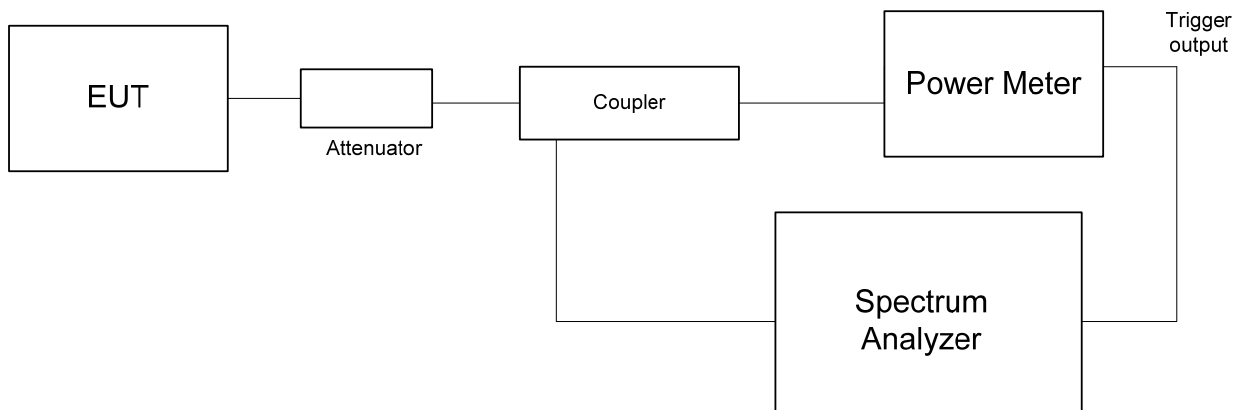 EUT
Attenuator
Coupler
Power Meter
Trigger
output
Spectrum
Analyzer